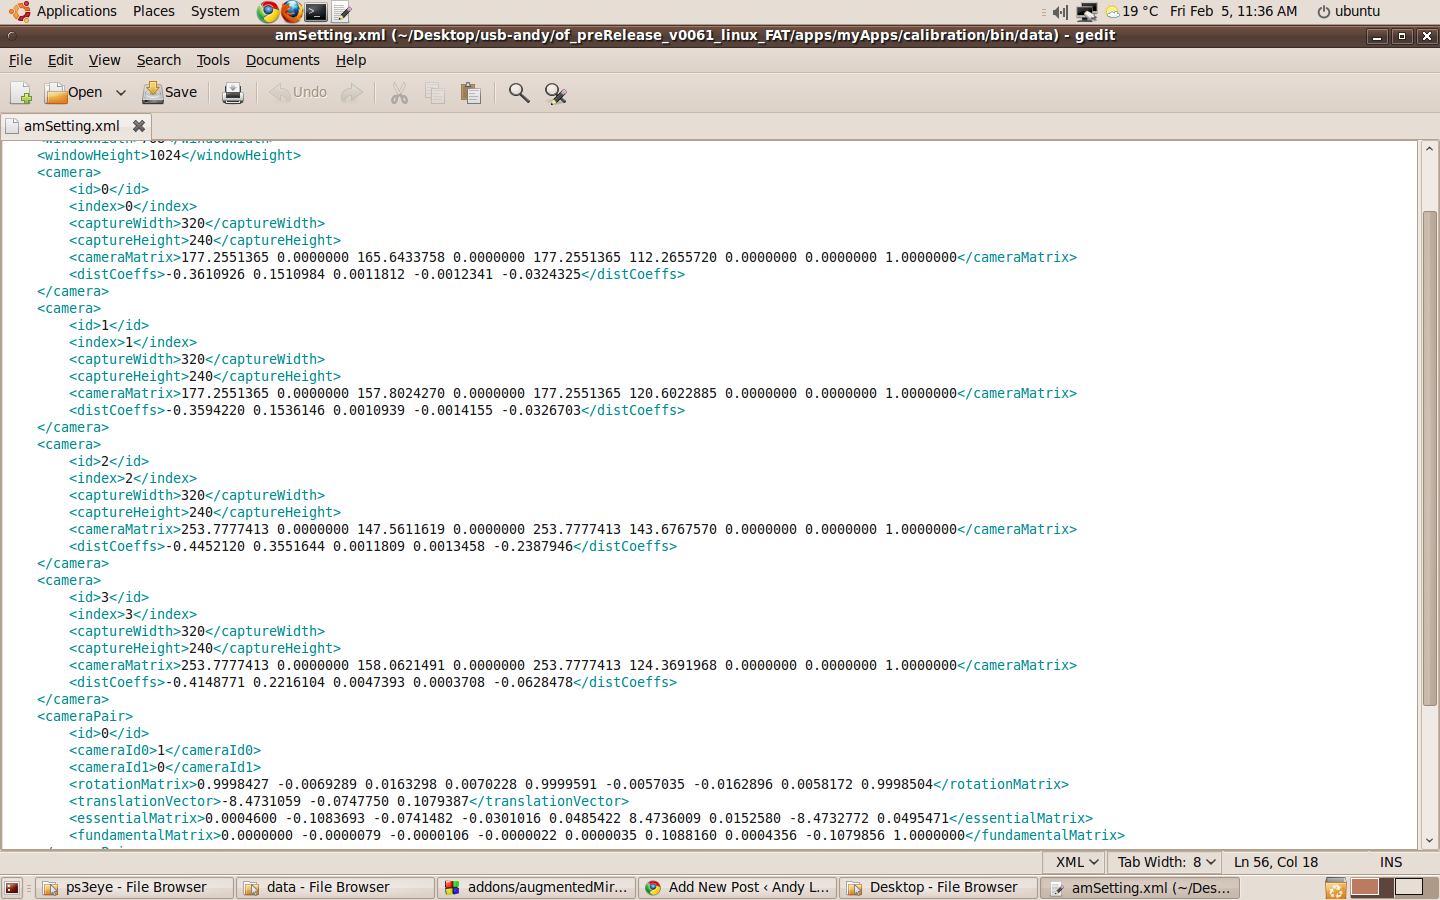 Applications Places System 19 °C Fri Feb 5, 11:36 AM ubuntu
amSetting.xml (~/Desktop/usb-andy/of_preRelease_v0061_linux_FAT/apps/myApps/calibration/bin/data) - gedit
File Edit View Search Tools Documents Help
Open Save Undo
amSetting.xml
<windowHeight>1024</windowHeight>
<camera>
<id>0</id>
<index>0</index>
<captureWidth>320</captureWidth>
<captureHeight>240</captureHeight>
<cameraMatrix>177.2551365 0.0000000 165.6433758 0.0000000 177.2551365 112.2655720 0.0000000 0.0000000 1.0000000</cameraMatrix>
<distCoeffs>-0.3610926 0.1510984 0.0011812 -0.0012341 -0.0324325</distCoeffs>
</camera>
<camera>
<id>1</id>
<index>1</index>
<captureWidth>320</captureWidth>
<captureHeight>240</captureHeight>
<cameraMatrix>177.2551365 0.0000000 157.8024270 0.0000000 177.2551365 120.6022885 0.0000000 0.0000000 1.0000000</cameraMatrix>
<distCoeffs>-0.3594220 0.1536146 0.0010939 -0.0014155 -0.0326703</distCoeffs>
</camera>
<camera>
<id>2</id>
<index>2</index>
<captureWidth>320</captureWidth>
<captureHeight>240</captureHeight>
<cameraMatrix>253.7777413 0.0000000 147.5611619 0.0000000 253.7777413 143.6767570 0.0000000 0.0000000 1.0000000</cameraMatrix>
<distCoeffs>-0.4452120 0.3551644 0.0011809 0.0013458 -0.2387946</distCoeffs>
</camera>
<camera>
<id>3</id>
<index>3</index>
<captureWidth>320</captureWidth>
<captureHeight>240</captureHeight>
<cameraMatrix>253.7777413 0.0000000 158.0621491 0.0000000 253.7777413 124.3691968 0.0000000 0.0000000 1.0000000</cameraMatrix>
<distCoeffs>-0.4148771 0.2216104 0.0047393 0.0003708 -0.0628478</distCoeffs>
</camera>
<cameraPair>
<id>0</id>
<cameraId0>1</cameraId0>
<cameraId1>0</cameraId1>
<rotationMatrix>0.9998427 -0.0069289 0.0163298 0.0070228 0.9999591 -0.0057035 -0.0162896 0.0058172 0.9998504</rotationMatrix>
<translationVector>-8.4731059 -0.0747750 0.1079387</translationVector>
<essentialMatrix>0.0004600 -0.1083693 -0.0741482 -0.0301016 0.0485422 8.4736009 0.0152580 -8.4732772 0.0495471</essentialMatrix>
<fundamentalMatrix>0.0000000 -0.0000079 -0.0000106 -0.0000022 0.0000035 0.1088160 0.0004356 -0.1079856 1.0000000</fundamentalMatrix>
XML Tab Width: 8 Ln 56, Col 18 INS
ps3eye - File Browser data - File Browser addons/augmentedMir... Add New Post ‹ Andy L... Desktop - File Browser amSetting.xml (~/Des...